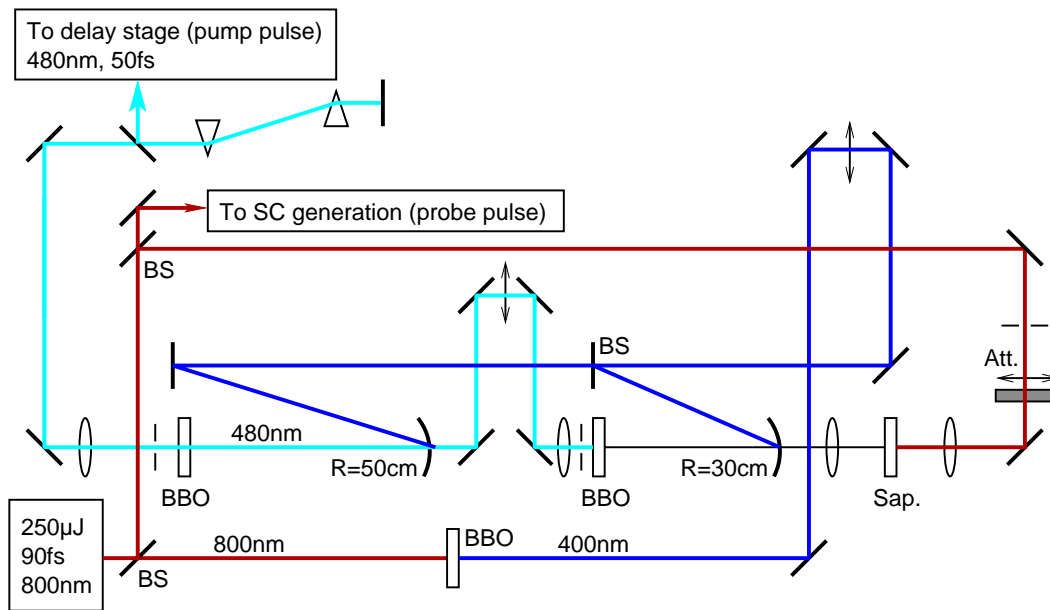 To delay stage (pump pulse)
480nm, 50fs
To SC generation (probe pulse)
BS
BS
Att.
480nm
R=50cm
R=30cm
BBO
BBO
Sap.
250µJ
90fs
800nm
BS
800nm
BBO
400nm